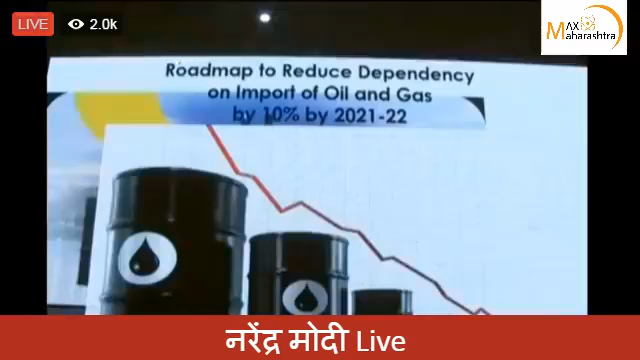 LIVE
2.0k
MAX
Maharashtra
Roadmap to Reduce Dependency
on Import of Oil and Gas
by 10% by 2021-22
नरेंद्र मोदी Live